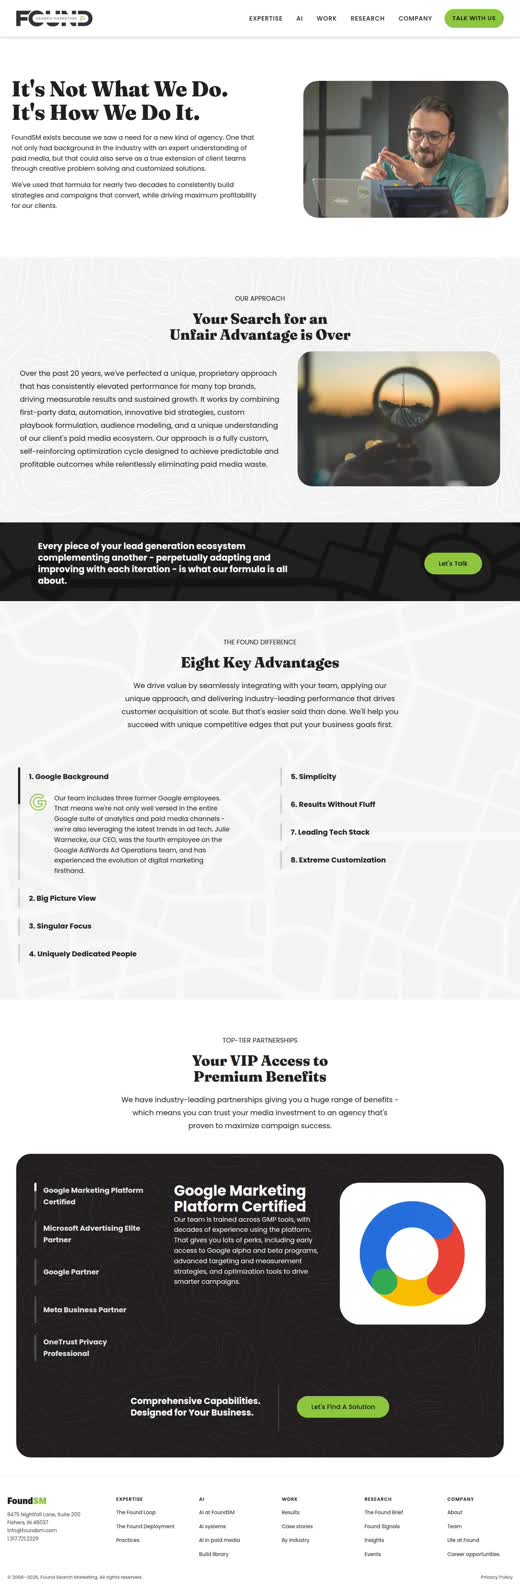 FOUND
SEARCH MARKETING
EXPERTISE AI WORK RESEARCH COMPANY TALK WITH US
It's Not What We Do.
It's How We Do It.
FoundSM exists because we saw a need for a new kind of agency. One that
not only had background in the industry with an expert understanding of
paid media, but that could also serve as a true extension of client teams
through creative problem solving and customized solutions.
We've used that formula for nearly two decades to consistently build
strategies and campaigns that convert, while driving maximum profitability
for our clients.
OUR APPROACH
Your Search for an
Unfair Advantage is Over
Over the past 20 years, we've perfected a unique, proprietary approach
that has consistently elevated performance for many top brands,
driving measurable results and sustained growth. It works by combining
first-party data, automation, innovative bid strategies, custom
playbook formulation, audience modeling, and a unique understanding
of our client's paid media ecosystem. Our approach is a fully custom,
self-reinforcing optimization cycle designed to achieve predictable and
profitable outcomes while relentlessly eliminating paid media waste.
Every piece of your lead generation ecosystem
complementing another - perpetually adapting and
improving with each iteration - is what our formula is all
about.
Let's Talk
THE FOUND DIFFERENCE
Eight Key Advantages
We drive value by seamlessly integrating with your team, applying our
unique approach, and delivering industry-leading performance that drives
customer acquisition at scale. But that's easier said than done. We'll help you
succeed with unique competitive edges that put your business goals first.
1. Google Background
Our team includes three former Google employees.
That means we're not only well versed in the entire
Google suite of analytics and paid media channels -
we're also leveraging the latest trends in ad tech. Julie
Warnecke, our CEO, was the fourth employee on the
Google AdWords Ad Operations team, and has
experienced the evolution of digital marketing
firsthand.
2. Big Picture View
3. Singular Focus
4. Uniquely Dedicated People
5. Simplicity
6. Results Without Fluff
7. Leading Tech Stack
8. Extreme Customization
TOP-TIER PARTNERSHIPS
Your VIP Access to
Premium Benefits
We have industry-leading partnerships giving you a huge range of benefits -
which means you can trust your media investment to an agency that's
proven to maximize campaign success.
Google Marketing Platform
Certified
Microsoft Advertising Elite
Partner
Google Partner
Meta Business Partner
OneTrust Privacy
Professional
Google Marketing
Platform Certified
Our team is trained across GMP tools, with
decades of experience using the platform.
That gives you lots of perks, including early
access to Google alpha and beta programs,
advanced targeting and measurement
strategies, and optimization tools to drive
smarter campaigns.
Comprehensive Capabilities.
Designed for Your Business.
Let's Find A Solution
FoundSM
8475 Nightfall Lane, Suite 200
Fishers, IN 46037
info@foundsm.com
1.317.721.2229
EXPERTISE
The Found Loop
The Found Deployment
Practices
AI
AI at FoundSM
AI systems
AI in paid media
Build library
WORK
Results
Case stories
By industry
RESEARCH
The Found Brief
Found Signals
Insights
Events
COMPANY
About
Team
Life at Found
Career opportunities
© 2006–2026, Found Search Marketing. All rights reserved.
Privacy Policy